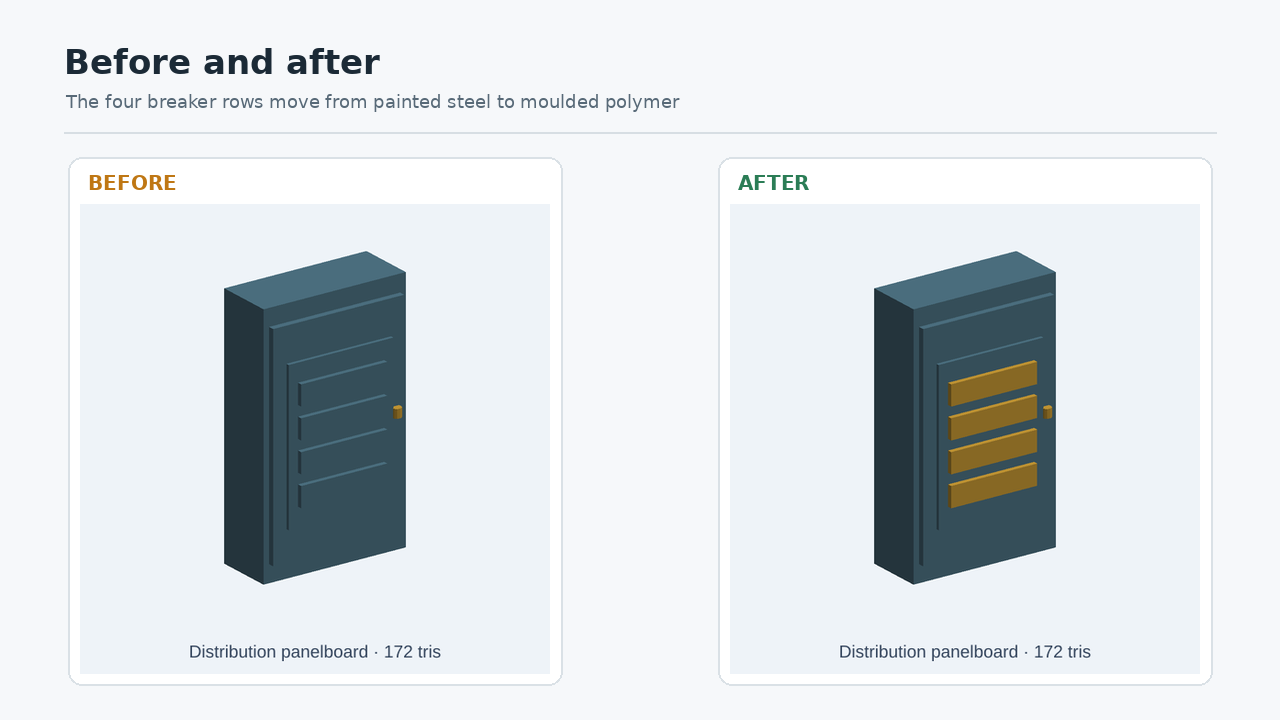 Before and after
The four breaker rows move from painted steel to moulded polymer
BEFORE
AFTER
Distribution panelboard · 172 tris
Distribution panelboard · 172 tris